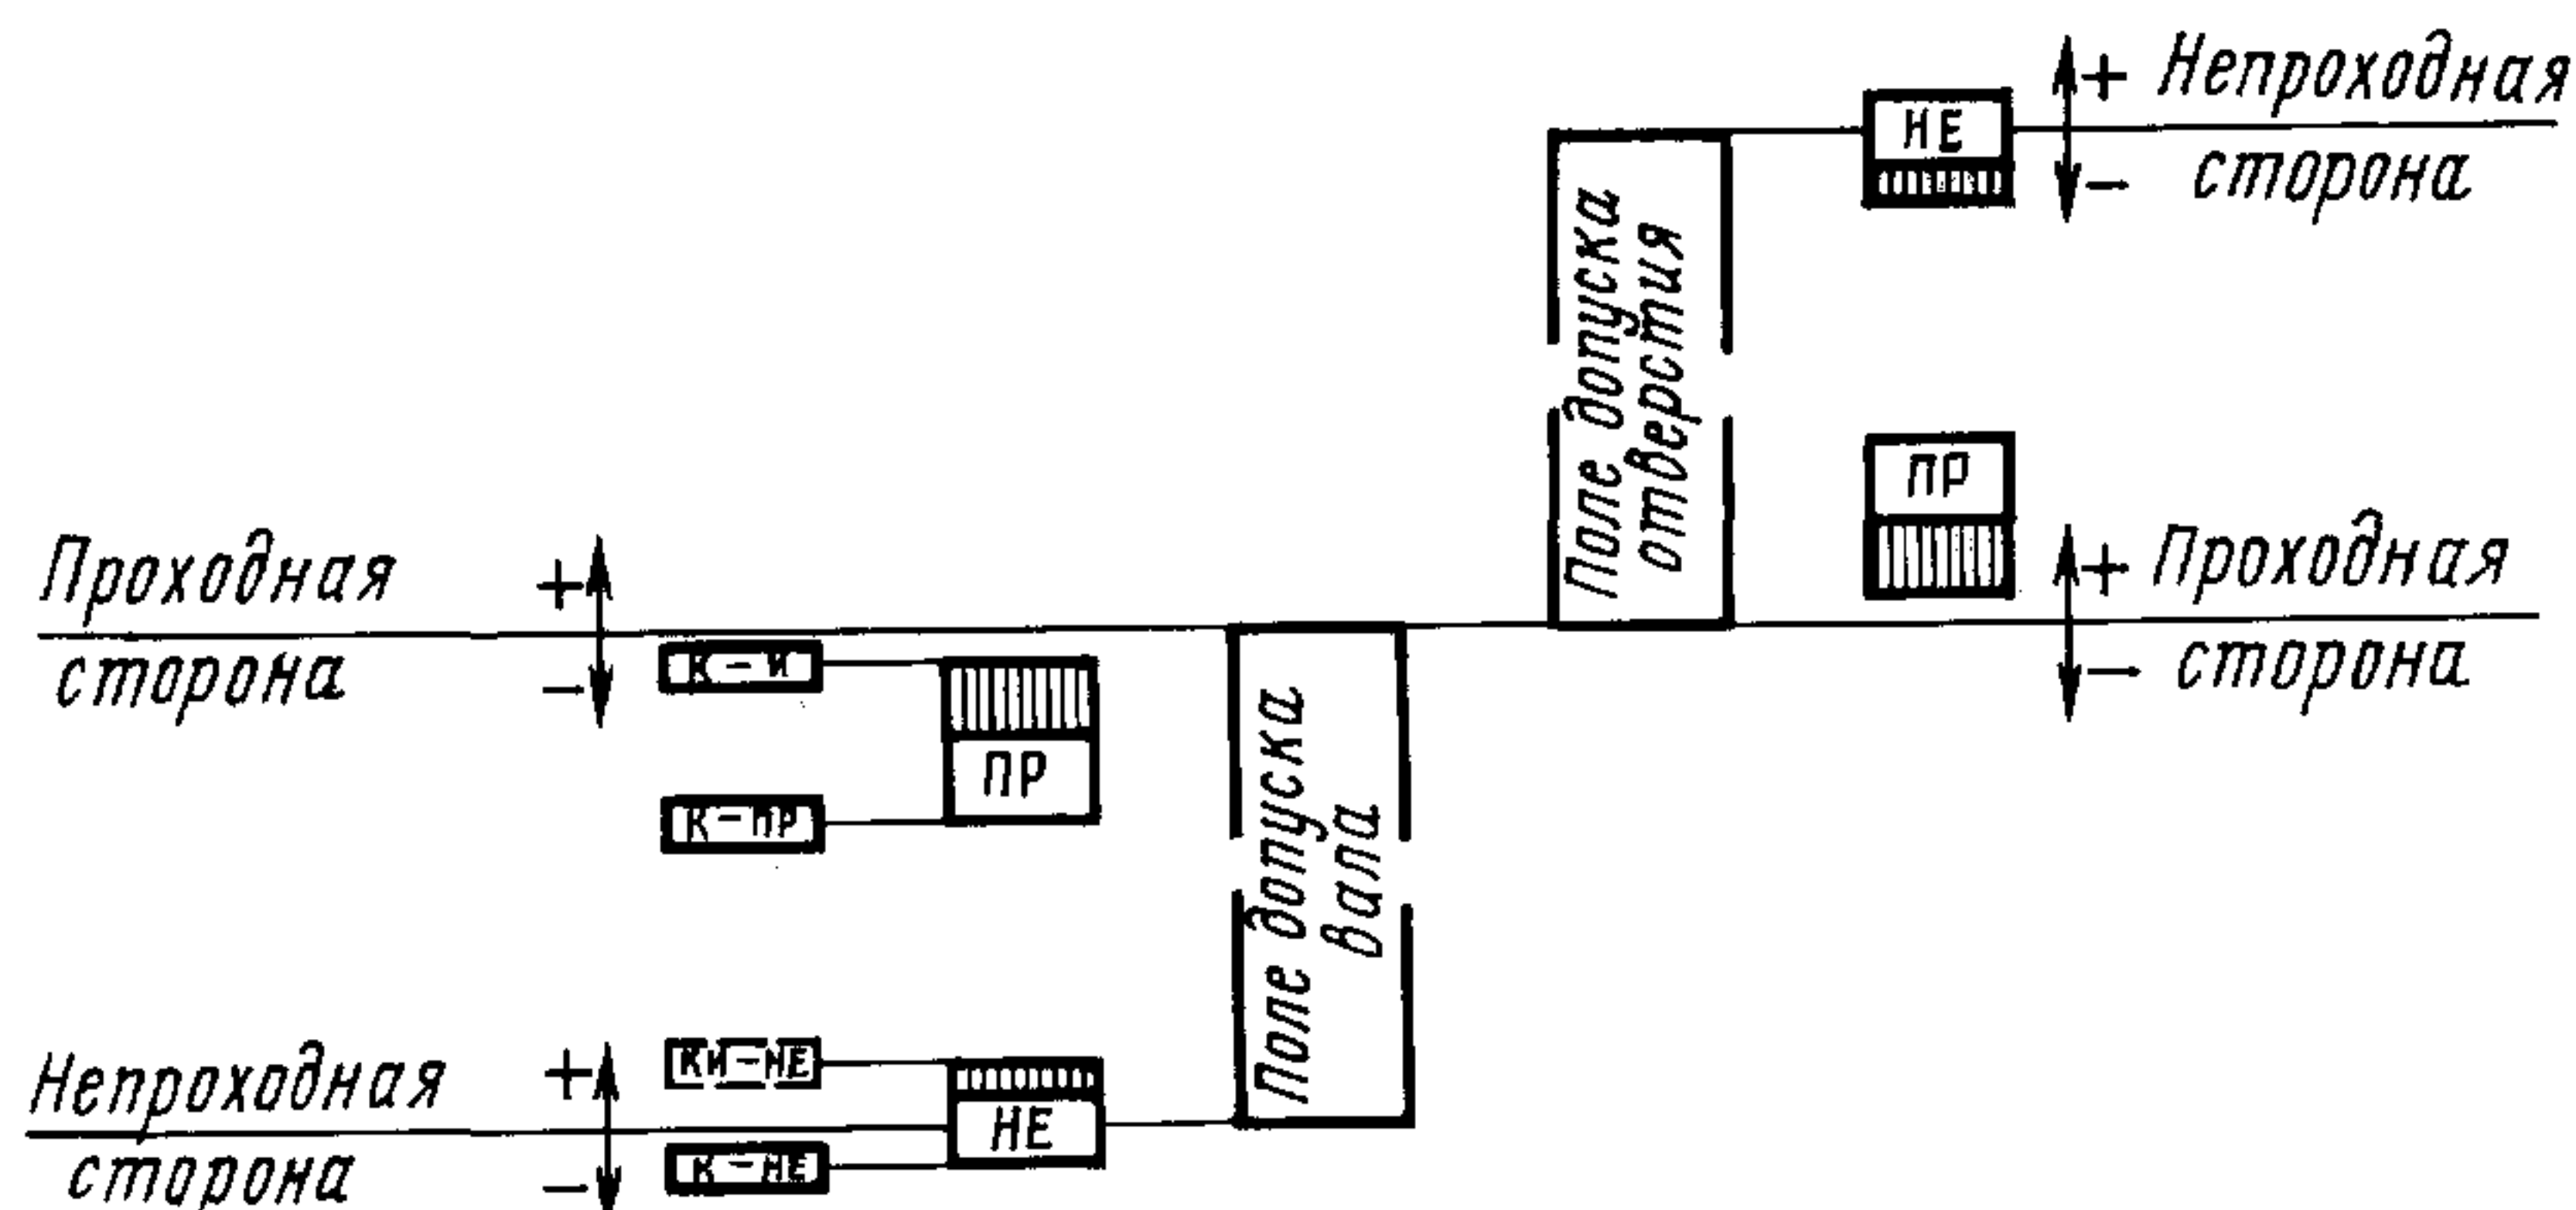 + Непроходная
НЕ
- сторона
Поле допуска
отверстия
ПР
Проходная
+
+ Проходная
сторона
-
- сторона
К-И
ПР
К-ПР
Поле допуска
вала
Непроходная
+
КИ-НЕ
НЕ
сторона
-
К-НЕ